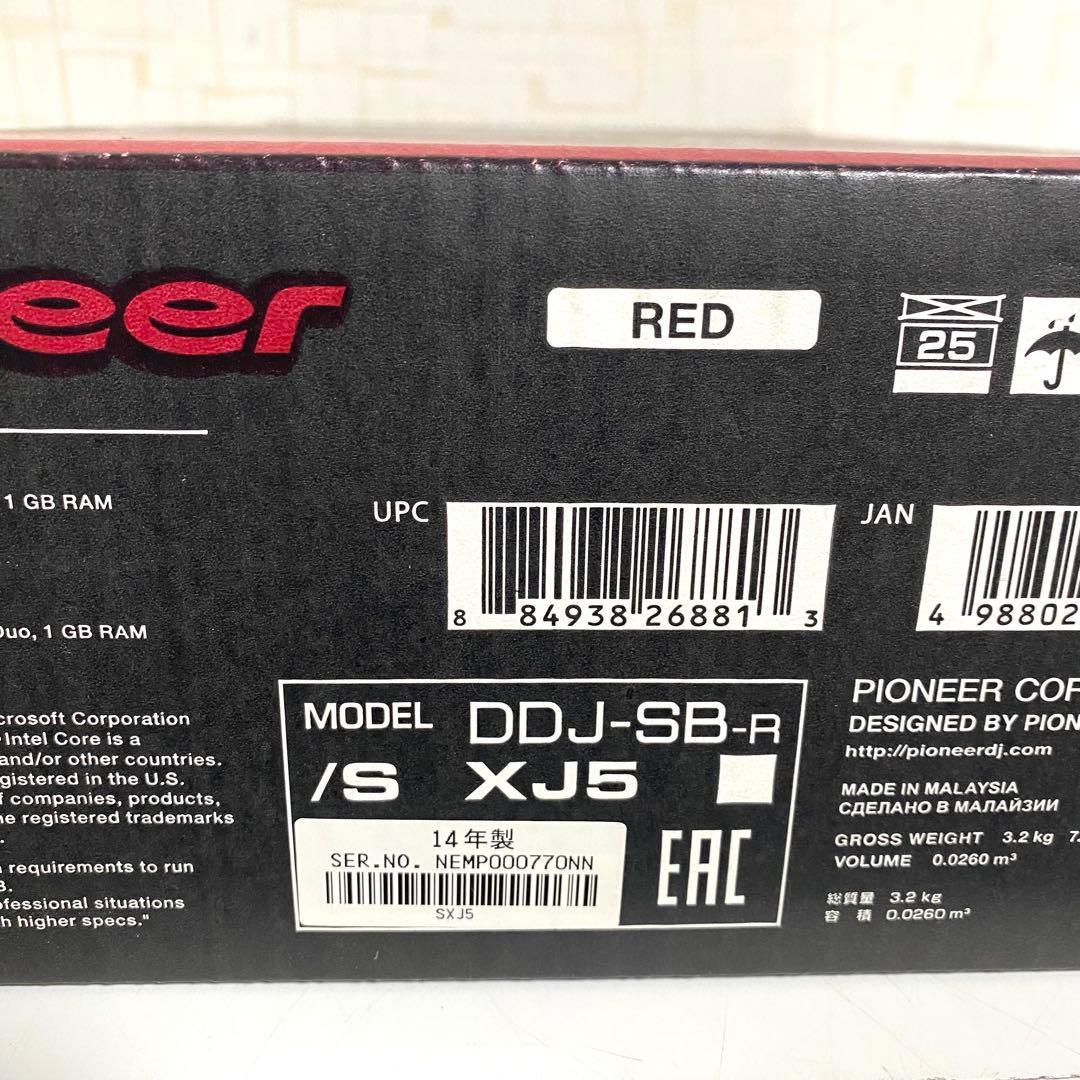 eer
RED
25
1 GB RAM
Duo, 1 GB RAM
UPC
8 84938 26881 3
JAN
4 98802
crosoft Corporation
Intel Core is a
and/or other countries.
gistered in the U.S.
f companies, products,
ne registered trademarks
requirements to run
3.
ofessional situations
h higher specs."
MODEL DDJ-SB-R
/S XJ5
14年製
SER.NO. NEMP000770NN
SXJ5
EAC
PIONEER COR
DESIGNED BY PION
http://pioneerdj.com
MADE IN MALAYSIA
СДЕЛАНО В МАЛАЙЗИИ
GROSS WEIGHT 3.2 kg 7
VOLUME 0.0260 m³
総質量 3.2 kg
容 積 0.0260 m³